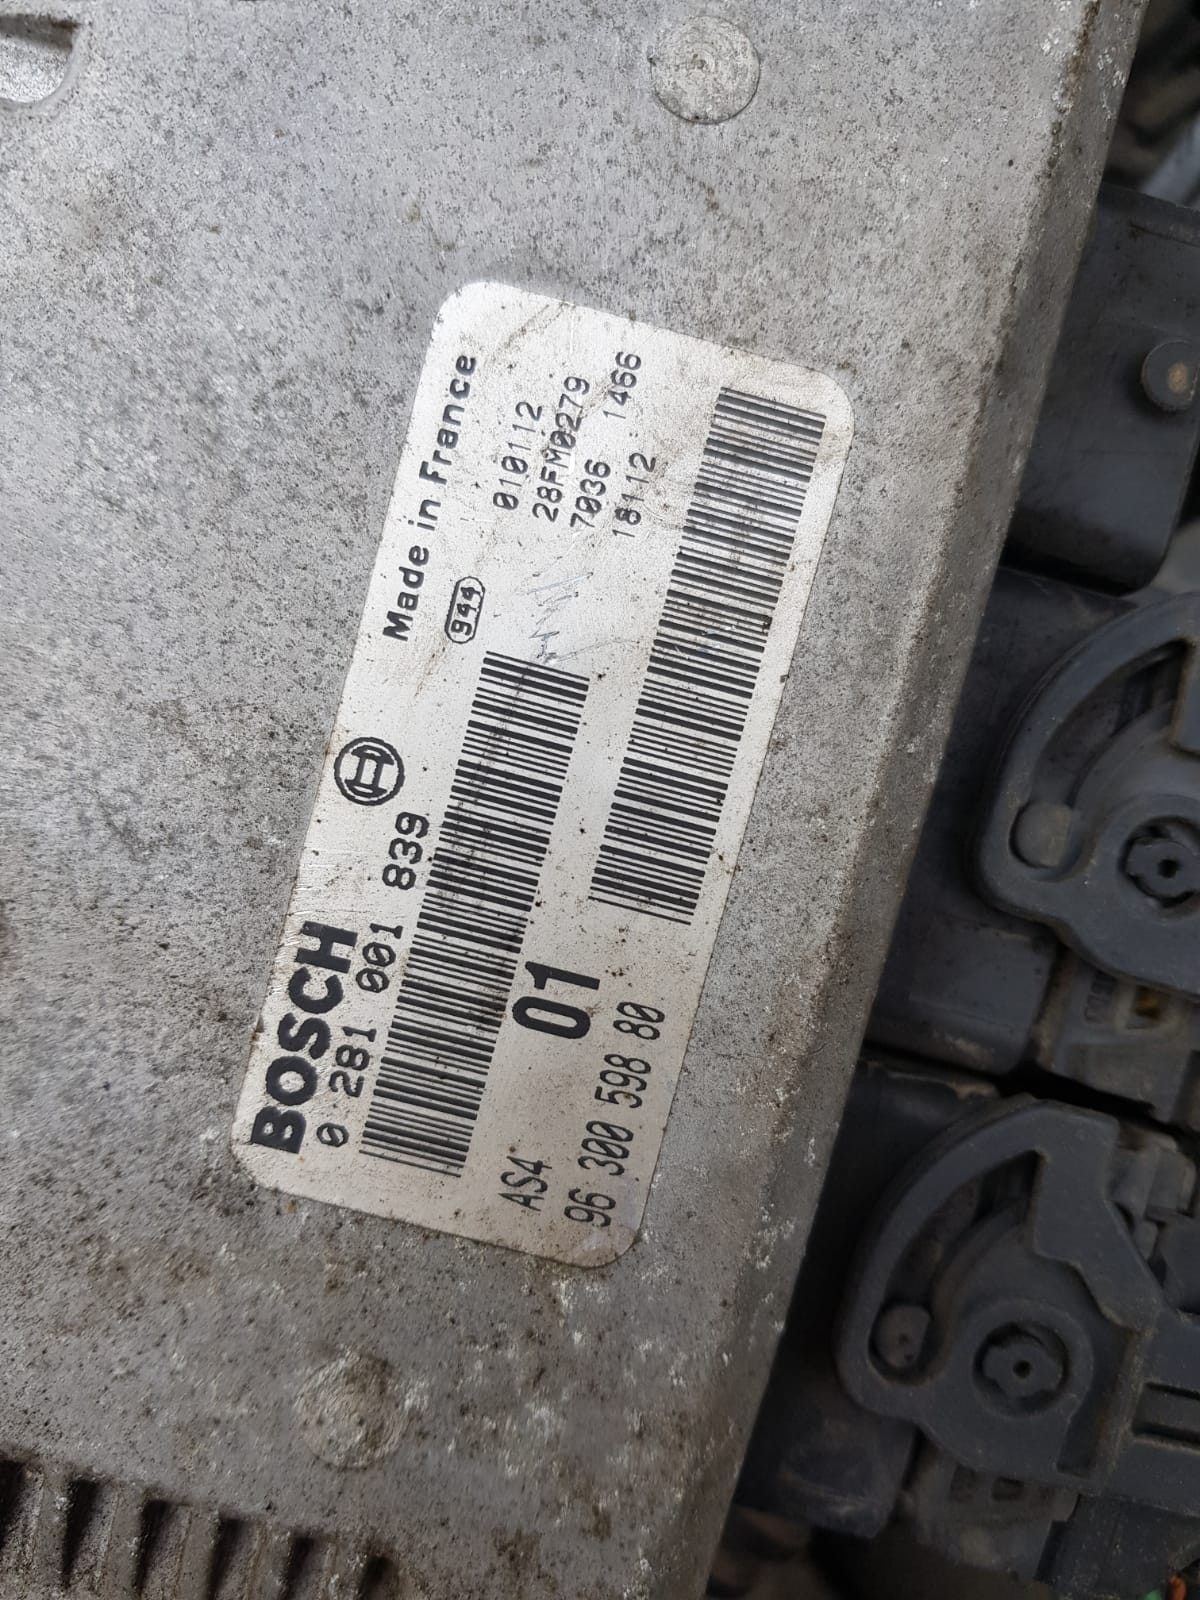 BOSCH
0 281 001 839
Made in France
944
010112
28FM0279
7036 1466
18112
01
AS4
96 300 598 80